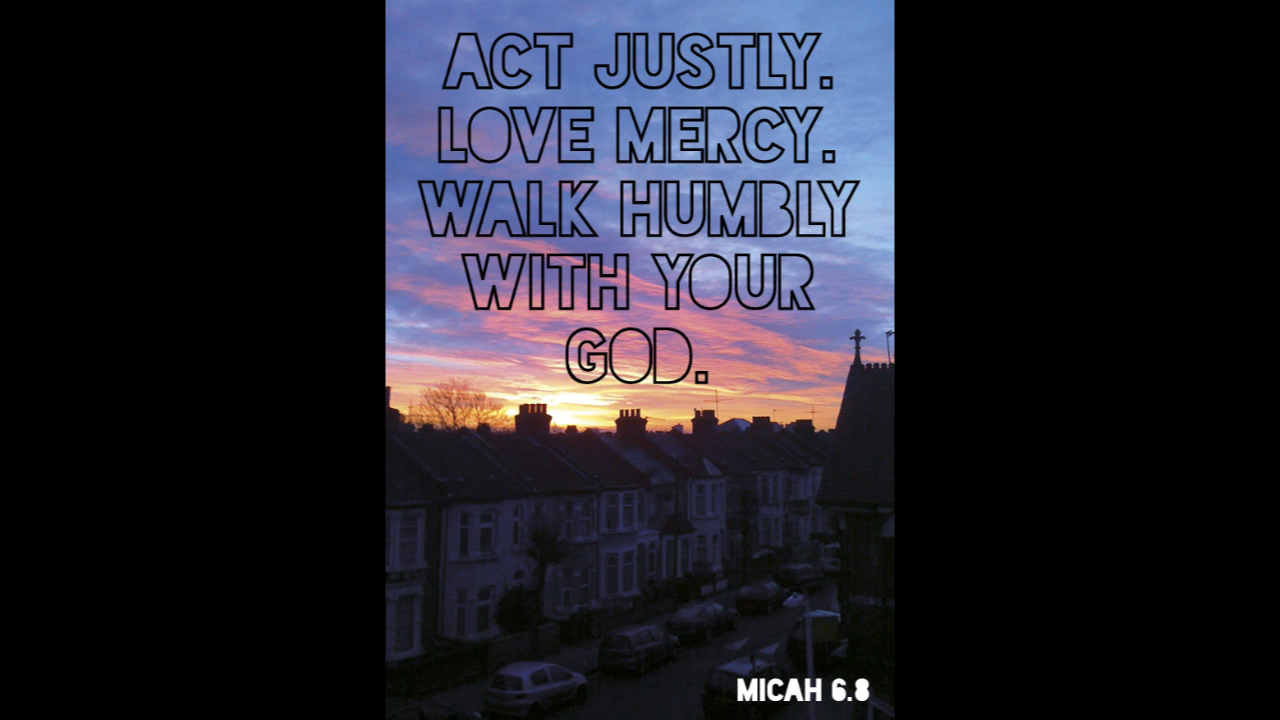 ACT JUSTLY.
LOVE MERCY.
WALK HUMBLY
WITH YOUR
GOD.
MICAH 6.8